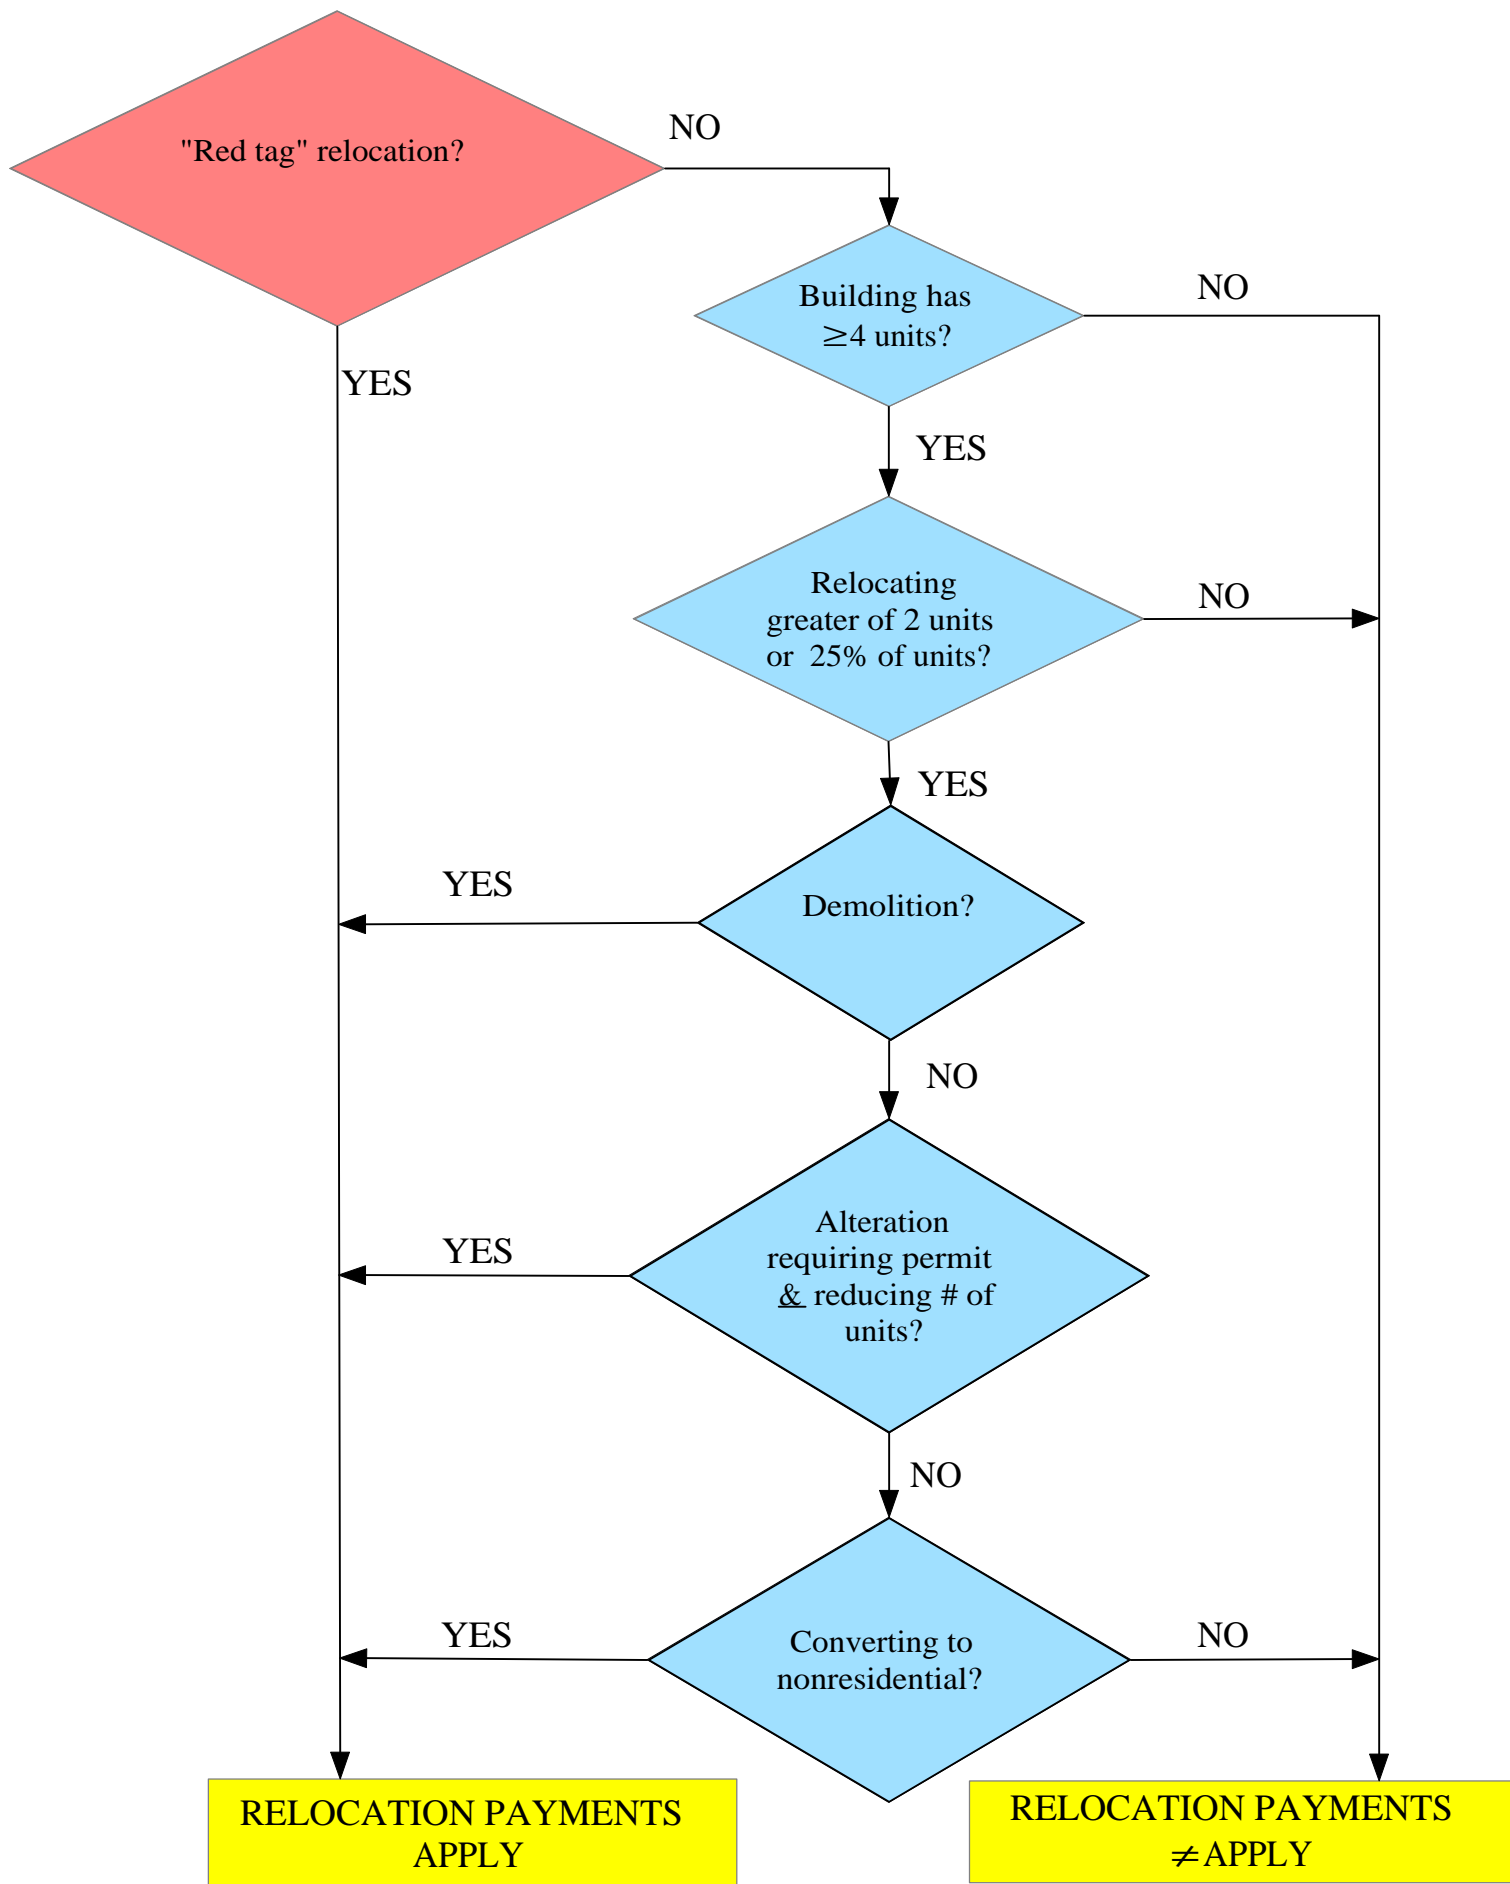 "Red tag" relocation?
NO
Building has
≥4 units?
NO
YES
YES
Relocating
greater of 2 units
or  25% of units?
NO
YES
YES
Demolition?
NO
Alteration
requiring permit
& reducing # of
units?
YES
NO
YES
Converting to
nonresidential?
NO
RELOCATION PAYMENTS
APPLY
RELOCATION PAYMENTS
≠APPLY